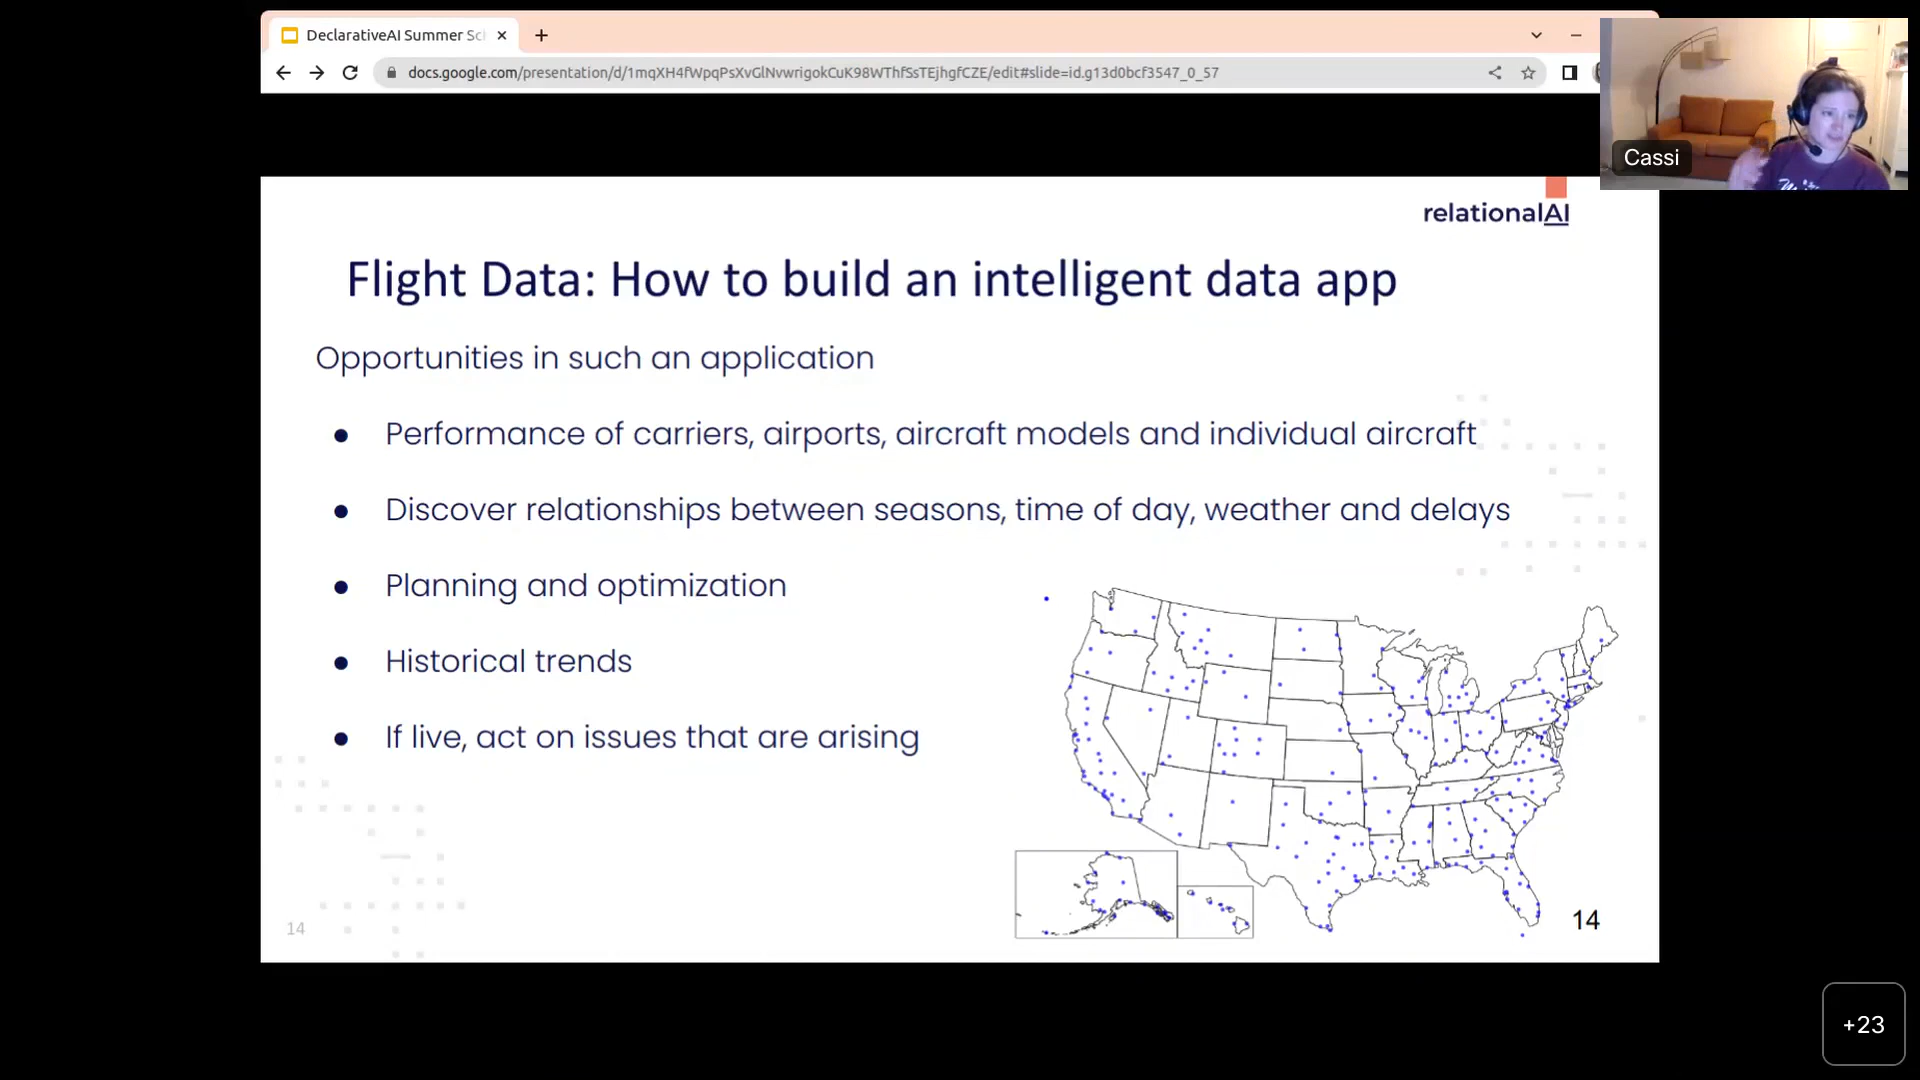 DeclarativeAI Summer Sc
docs.google.com/presentation/d/1mqXH4fWpqPsXvGlNvwrigokCuK98WThfSsTEjhgfCZE/edit#slide=id.g13d0bcf3547_0_57
Cassi
relationalAI
Flight Data: How to build an intelligent data app
Opportunities in such an application
● Performance of carriers, airports, aircraft models and individual aircraft
● Discover relationships between seasons, time of day, weather and delays
● Planning and optimization
● Historical trends
● If live, act on issues that are arising
14
14
+23